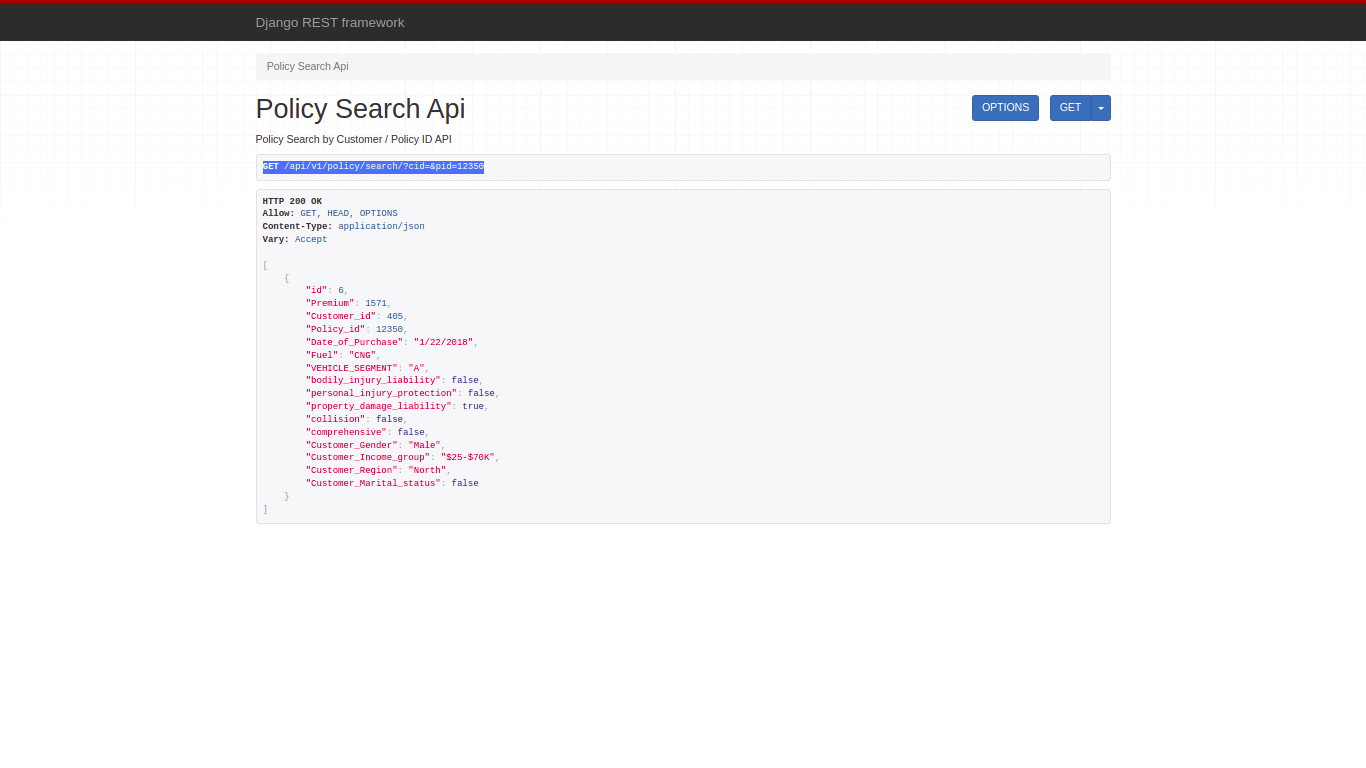 Django REST framework
Policy Search Api
Policy Search Api
OPTIONS
GET
Policy Search by Customer / Policy ID API
GET /api/v1/policy/search/?cid=&pid=12350
HTTP 200 OK
Allow: GET, HEAD, OPTIONS
Content-Type: application/json
Vary: Accept
[
    {
        "id": 6,
        "Premium": 1571,
        "Customer_id": 405,
        "Policy_id": 12350,
        "Date_of_Purchase": "1/22/2018",
        "Fuel": "CNG",
        "VEHICLE_SEGMENT": "A",
        "bodily_injury_liability": false,
        "personal_injury_protection": false,
        "property_damage_liability": true,
        "collision": false,
        "comprehensive": false,
        "Customer_Gender": "Male",
        "Customer_Income_group": "$25-$70K",
        "Customer_Region": "North",
        "Customer_Marital_status": false
    }
]